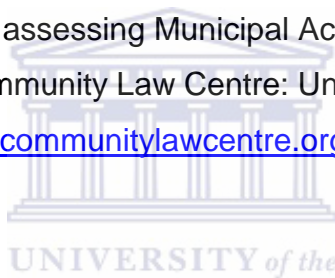 assessing Municipal Ac
mmunity Law Centre: Un
communitylawcentre.org
UNIVERSITY of the